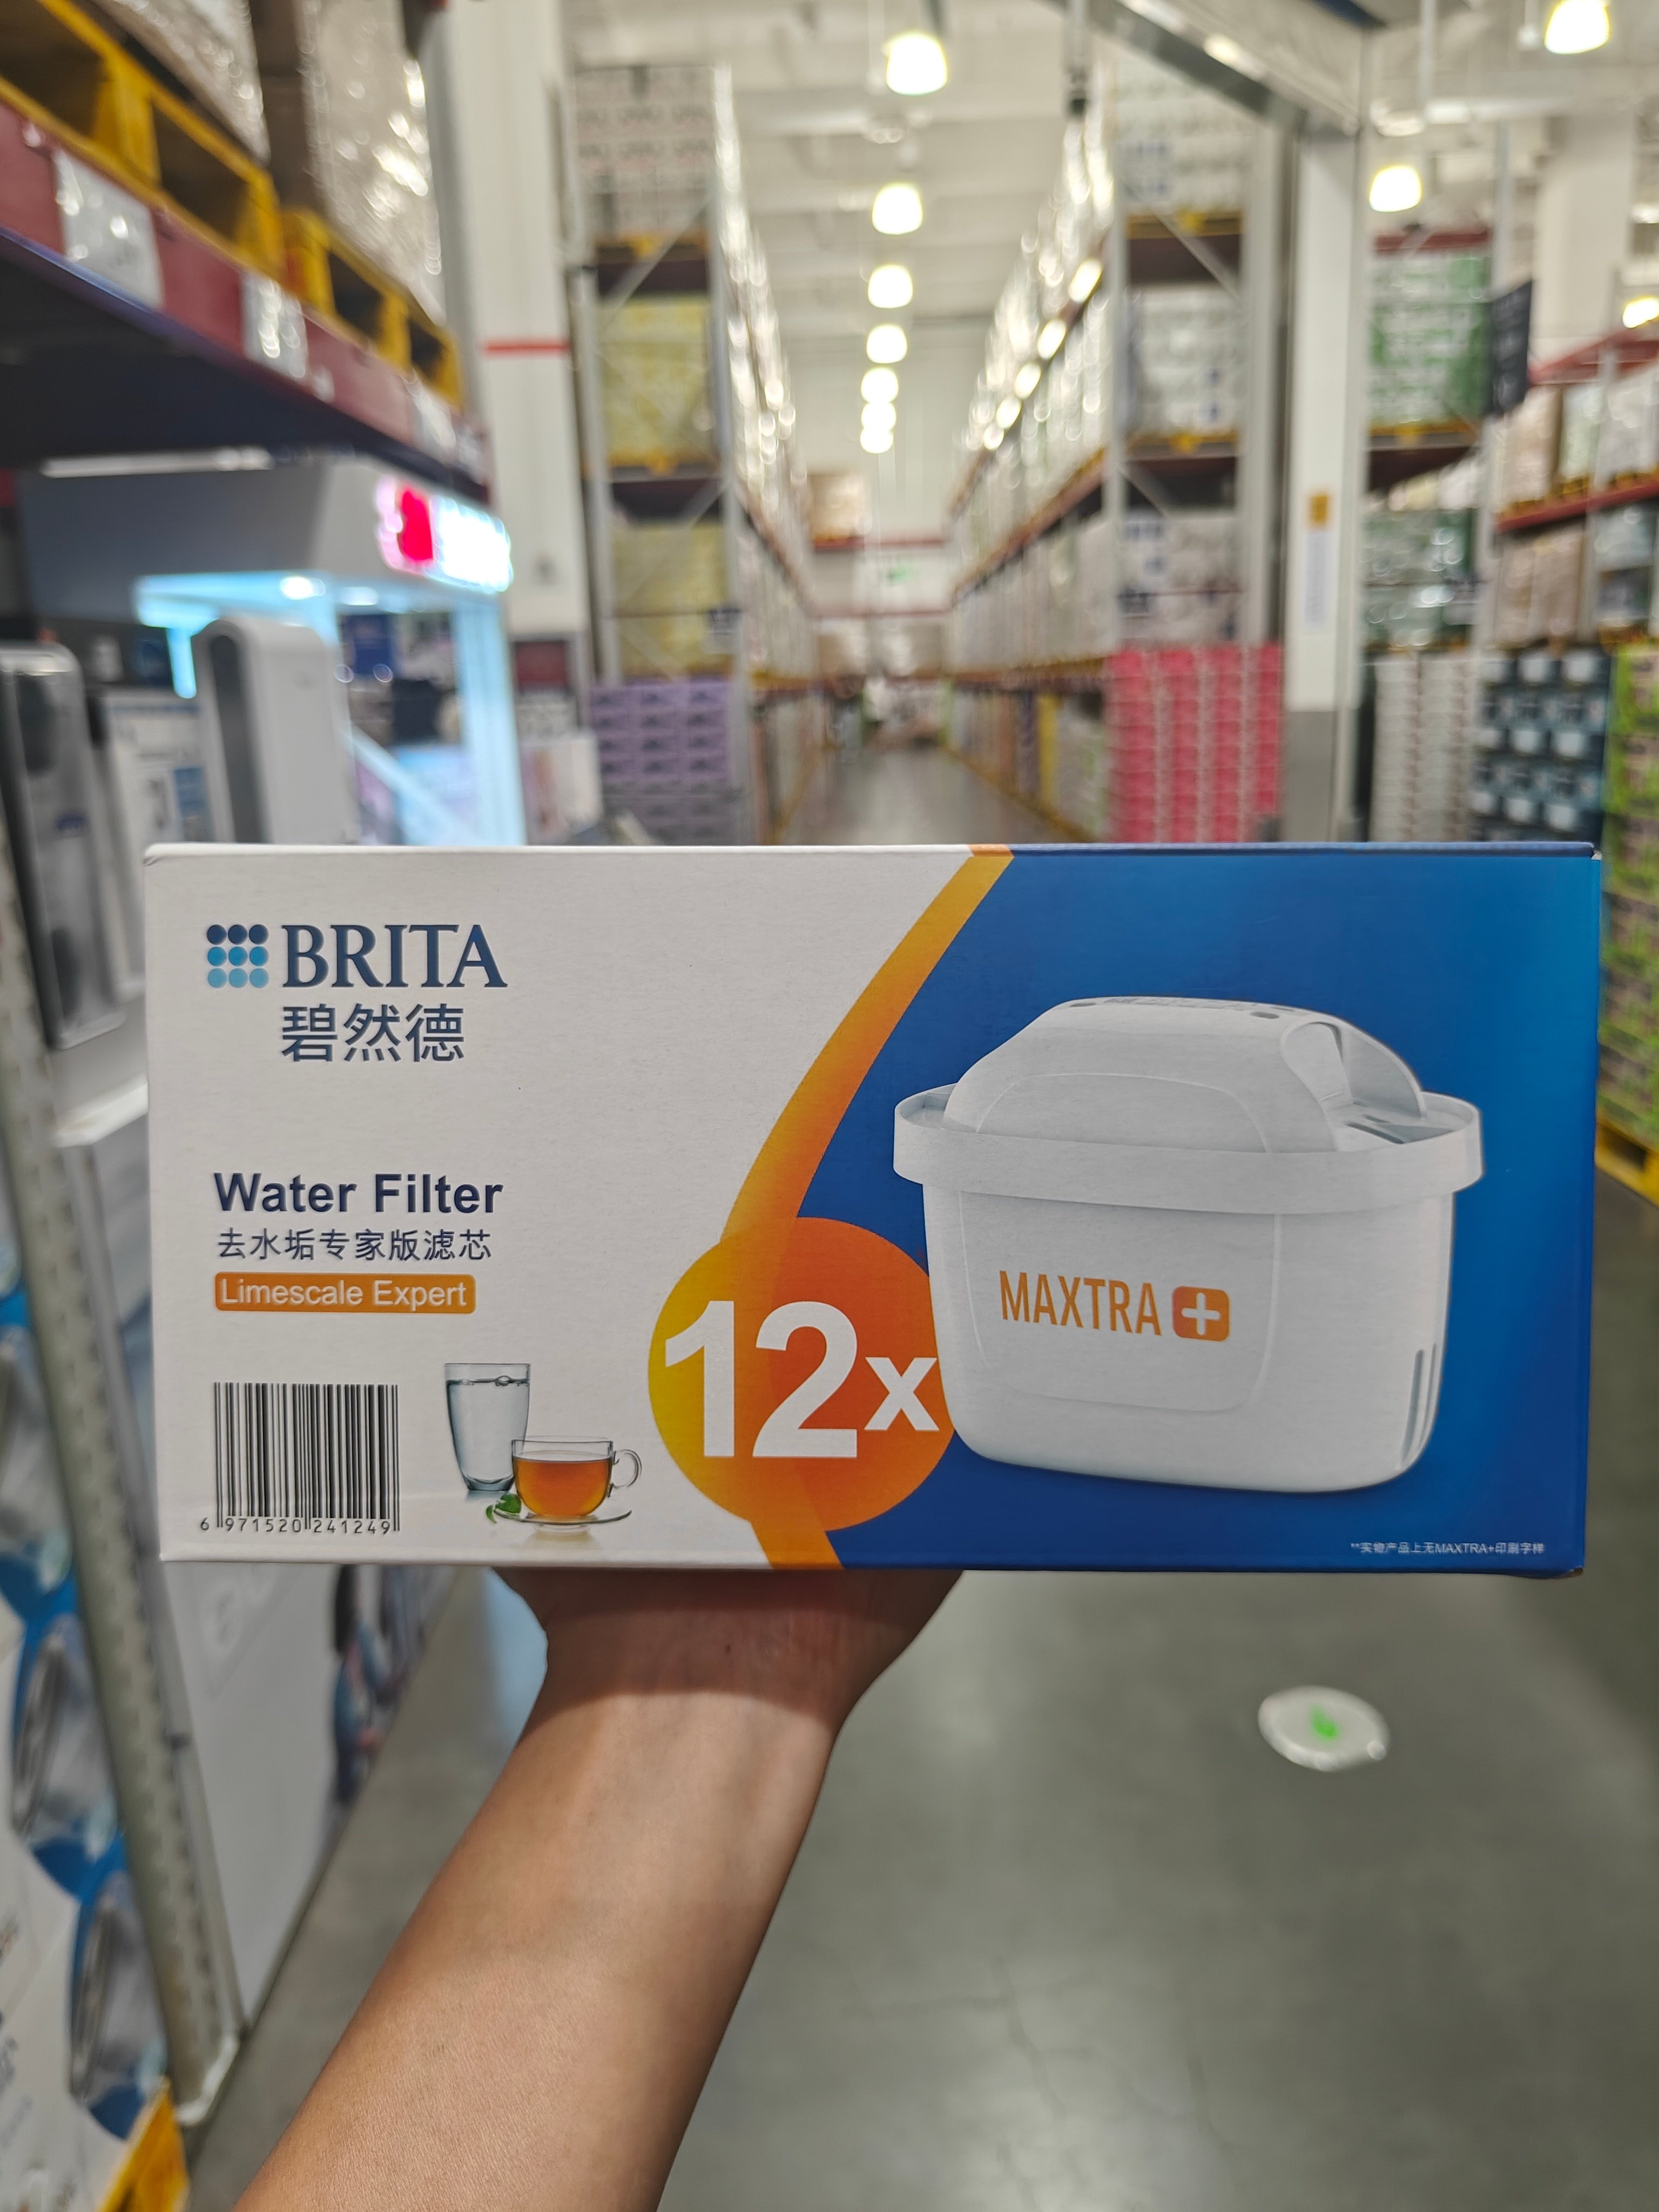 BRITA
碧然德
Water Filter
去水垢专家版滤芯
Limescale Expert
12x
MAXTRA+
6 971520 241249
**实物产品上无MAXTRA+印刷字样